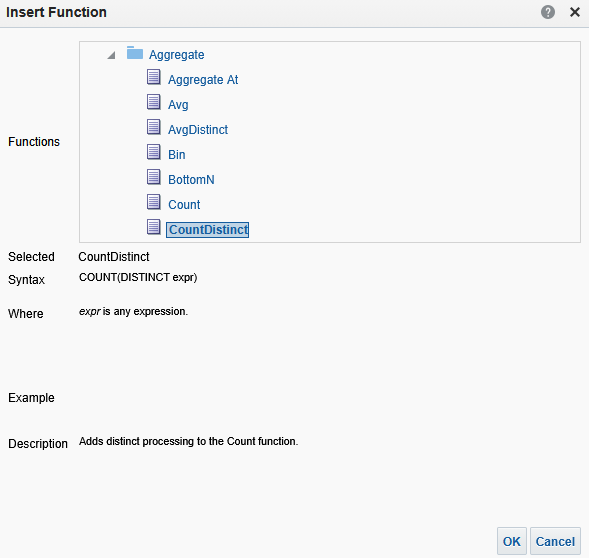 Insert Function
Functions
Aggregate
Aggregate At
Avg
AvgDistinct
Bin
BottomN
Count
CountDistinct
Selected CountDistinct
Syntax COUNT(DISTINCT expr)
Where expr is any expression.
Example
Description Adds distinct processing to the Count function.
OK Cancel